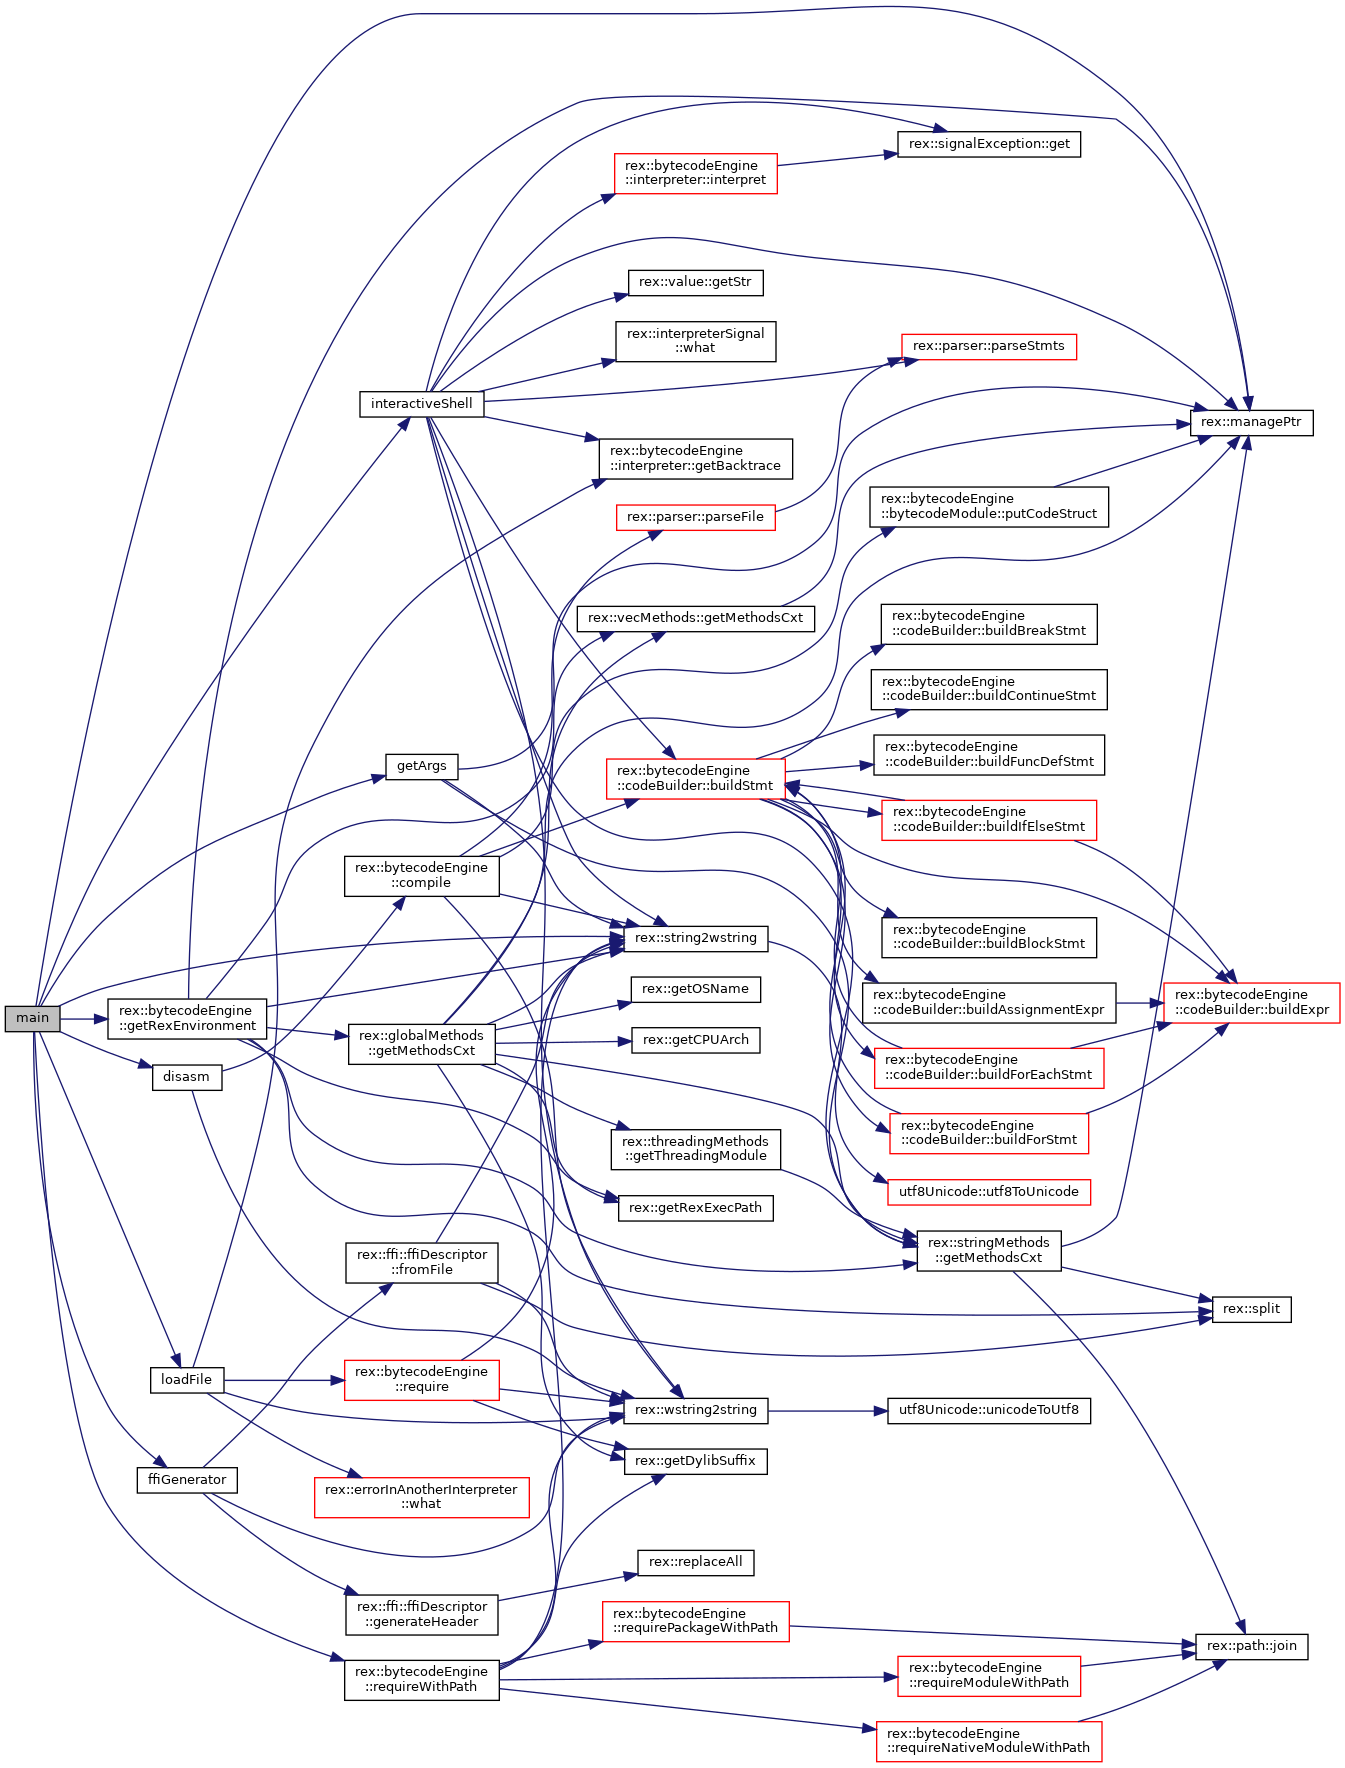 rex::signalException::get
rex::bytecodeEngine
::interpreter::interpret
rex::value::getStr
rex::interpreterSignal
::what
rex::parser::parseStmts
interactiveShell
rex::managePtr
rex::bytecodeEngine
::interpreter::getBacktrace
rex::parser::parseFile
rex::bytecodeEngine
::bytecodeModule::putCodeStruct
rex::vecMethods::getMethodsCxt
rex::bytecodeEngine
::codeBuilder::buildBreakStmt
rex::bytecodeEngine
::codeBuilder::buildContinueStmt
rex::bytecodeEngine
::codeBuilder::buildFuncDefStmt
getArgs
rex::bytecodeEngine
::codeBuilder::buildStmt
rex::bytecodeEngine
::codeBuilder::buildIfElseStmt
rex::bytecodeEngine
::compile
rex::string2wstring
rex::bytecodeEngine
::codeBuilder::buildBlockStmt
rex::getOSName
rex::bytecodeEngine
::codeBuilder::buildAssignmentExpr
rex::bytecodeEngine
::codeBuilder::buildExpr
main
rex::bytecodeEngine
::getRexEnvironment
rex::globalMethods
::getMethodsCxt
rex::getCPUArch
rex::bytecodeEngine
::codeBuilder::buildForEachStmt
disasm
rex::bytecodeEngine
::codeBuilder::buildForStmt
rex::threadingMethods
::getThreadingModule
utf8Unicode::utf8ToUnicode
rex::getRexExecPath
rex::stringMethods
::getMethodsCxt
rex::ffi::ffiDescriptor
::fromFile
rex::split
loadFile
rex::bytecodeEngine
::require
rex::wstring2string
utf8Unicode::unicodeToUtf8
rex::getDylibSuffix
ffiGenerator
rex::errorInAnotherInterpreter
::what
rex::replaceAll
rex::ffi::ffiDescriptor
::generateHeader
rex::bytecodeEngine
::requirePackageWithPath
rex::path::join
rex::bytecodeEngine
::requireWithPath
rex::bytecodeEngine
::requireModuleWithPath
rex::bytecodeEngine
::requireNativeModuleWithPath